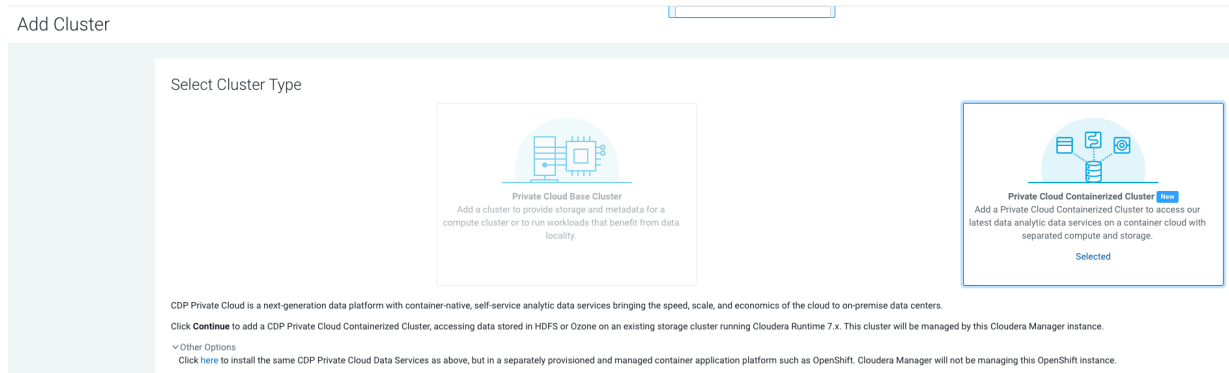 Add Cluster
Select Cluster Type
Private Cloud Base Cluster
Add a cluster to provide storage and metadata for a
compute cluster or to run workloads that benefit from data
locality.
Private Cloud Containerized Cluster New
Add a Private Cloud Containerized Cluster to access our
latest data analytic data services on a container cloud with
separated compute and storage.
Selected
CDP Private Cloud is a next-generation data platform with container-native, self-service analytic data services bringing the speed, scale, and economics of the cloud to on-premise data centers.
Click Continue to add a CDP Private Cloud Containerized Cluster, accessing data stored in HDFS or Ozone on an existing storage cluster running Cloudera Runtime 7.x. This cluster will be managed by this Cloudera Manager instance.
Other Options
Click here to install the same CDP Private Cloud Data Services as above, but in a separately provisioned and managed container application platform such as OpenShift. Cloudera Manager will not be managing this OpenShift instance.